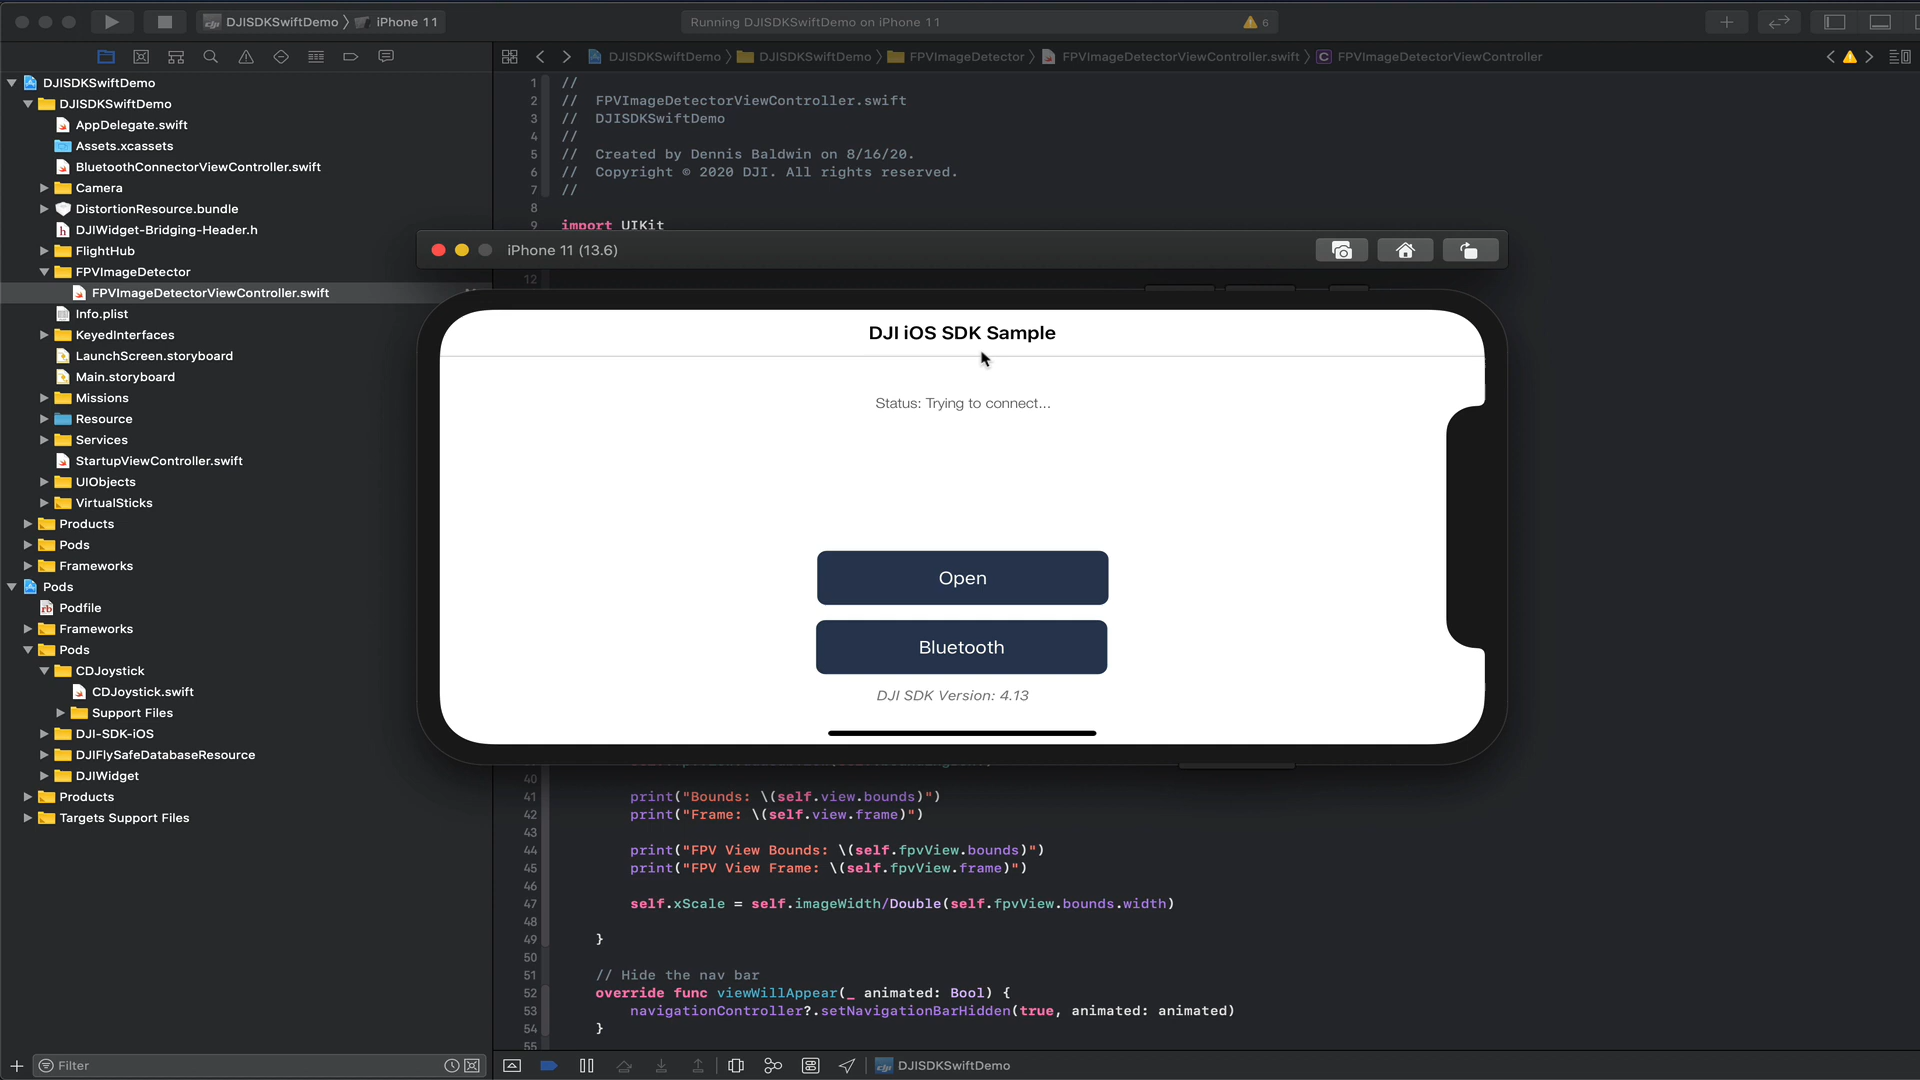 DJISDKSwiftDemo
iPhone 11
Running DJISDKSwiftDemo on iPhone 11
6
DJISDKSwiftDemo
DJISDKSwiftDemo
FPVImageDetector
FPVImageDetectorViewController.swift
FPVImageDetectorViewController
DJISDKSwiftDemo
DJISDKSwiftDemo
AppDelegate.swift
Assets.xcassets
BluetoothConnectorViewController.swift
Camera
DistortionResource.bundle
DJIWidget-Bridging-Header.h
FlightHub
FPVImageDetector
FPVImageDetectorViewController.swift
Info.plist
KeyedInterfaces
LaunchScreen.storyboard
Main.storyboard
Missions
Resource
Services
StartupViewController.swift
UIObjects
VirtualSticks
Products
Pods
Frameworks
Pods
Podfile
Frameworks
Pods
CDJoystick
CDJoystick.swift
Support Files
DJI-SDK-iOS
DJIFlySafeDatabaseResource
DJIWidget
Products
Targets Support Files
Filter
1 //
2 // FPVImageDetectorViewController.swift
3 // DJISDKSwiftDemo
4 //
5 // Created by Dennis Baldwin on 8/16/20.
6 // Copyright © 2020 DJI. All rights reserved.
7 //
8
9 import UIKit
12
iPhone 11 (13.6)
DJI iOS SDK Sample
Status: Trying to connect...
Open
Bluetooth
DJI SDK Version: 4.13
40
41 print("Bounds: \(self.view.bounds)")
42 print("Frame: \(self.view.frame)")
43
44 print("FPV View Bounds: \(self.fpvView.bounds)")
45 print("FPV View Frame: \(self.fpvView.frame)")
46
47 self.xScale = self.imageWidth/Double(self.fpvView.bounds.width)
48
49 }
50
51 // Hide the nav bar
52 override func viewWillAppear(_ animated: Bool) {
53 navigationController?.setNavigationBarHidden(true, animated: animated)
54 }
55
DJISDKSwiftDemo